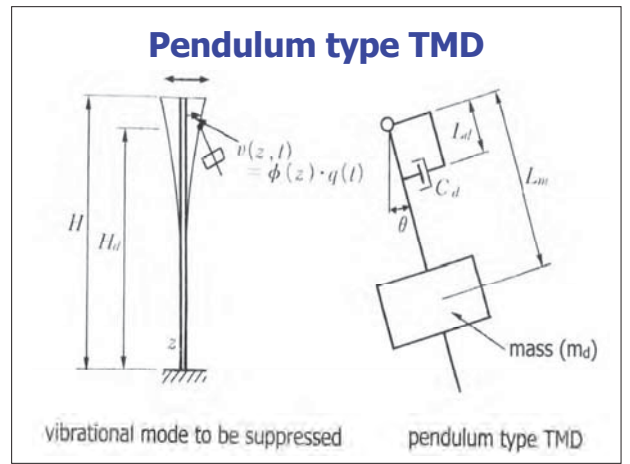 Pendulum type TMD
v(z, t)
= ϕ(z)·q(t)
H
Hd
z
Ld
Lm
Cd
θ
mass (md)
vibrational mode to be suppressed
pendulum type TMD